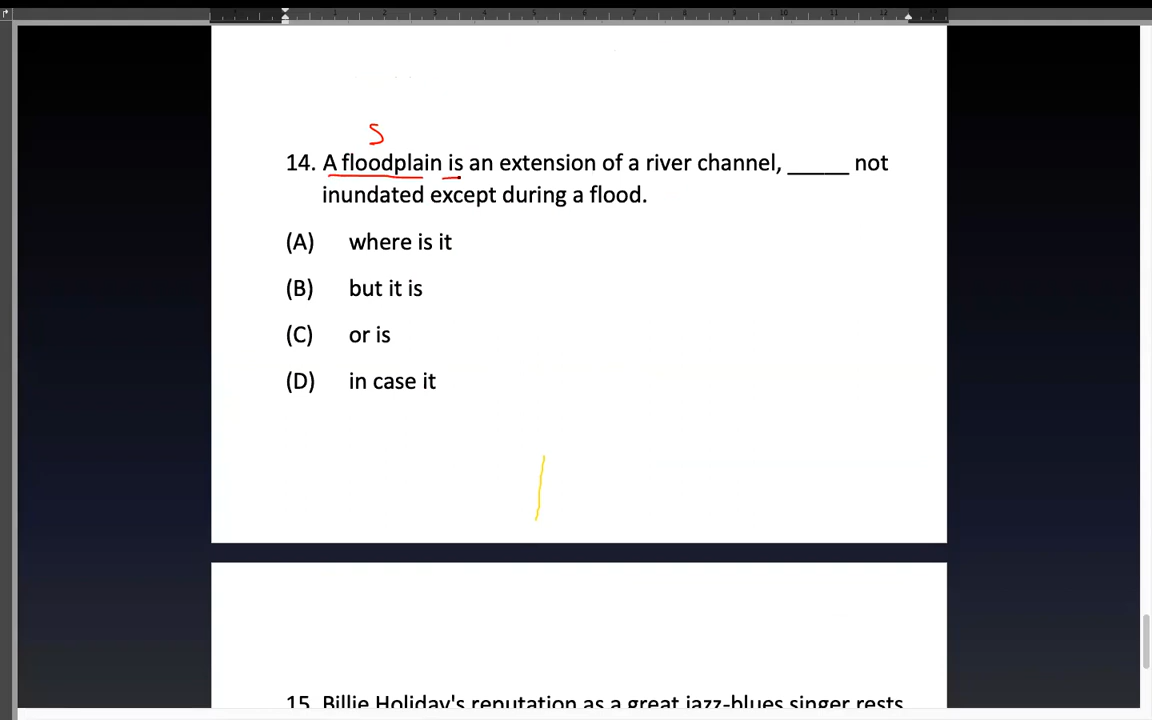 S
14. A floodplain is an extension of a river channel, _____ not
inundated except during a flood.
(A) where is it
(B) but it is
(C) or is
(D) in case it
15. Billie Holiday's reputation as a great jazz-blues singer rests